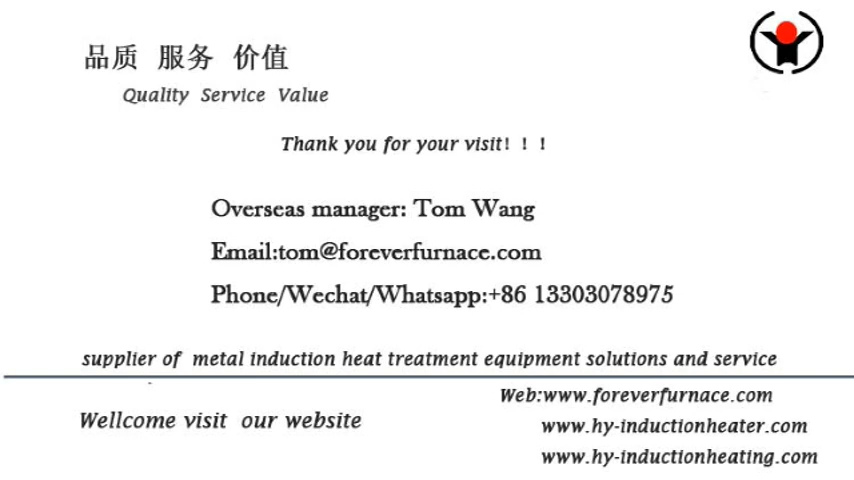 品质 服务 价值
Quality Service Value
Thank you for your visit！！！
Overseas manager: Tom Wang
Email:tom@foreverfurnace.com
Phone/Wechat/Whatsapp:+86 13303078975
supplier of metal induction heat treatment equipment solutions and service
Web:www.foreverfurnace.com
Wellcome visit our website
www.hy-inductionheater.com
www.hy-inductionheating.com